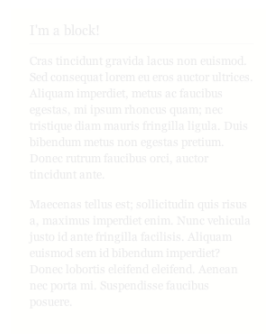 I'm a block!
Cras tincidunt gravida lacus non euismod.
Sed consequat lorem eu eros auctor ultrices.
Aliquam imperdiet, metus ac faucibus
egestas, mi ipsum rhoncus quam; nec
tristique diam mauris fringilla ligula. Duis
bibendum metus non egestas pretium.
Donec rutrum faucibus orci, auctor
tincidunt ante.
Maecenas tellus est; sollicitudin quis risus
a, maximus imperdiet enim. Nunc vehicula
justo id ante fringilla facilisis. Aliquam
euismod sem id bibendum imperdiet?
Donec lobortis eleifend eleifend. Aenean
nec porta mi. Suspendisse faucibus
posuere.